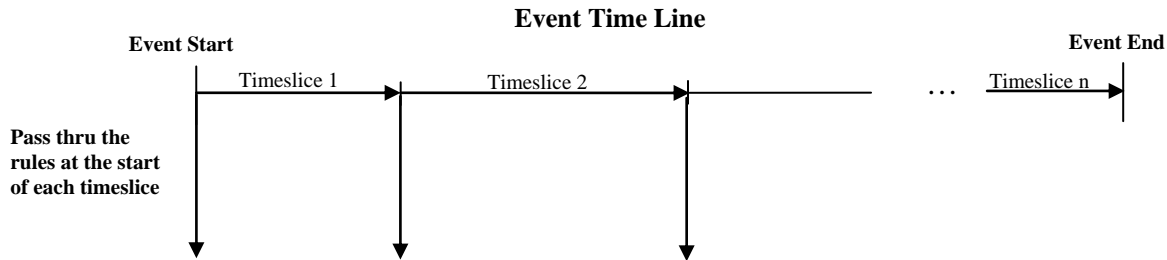 Event Time Line
Event Start
Event End
Timeslice 1
Timeslice 2
...
Timeslice n
Pass thru the
rules at the start
of each timeslice